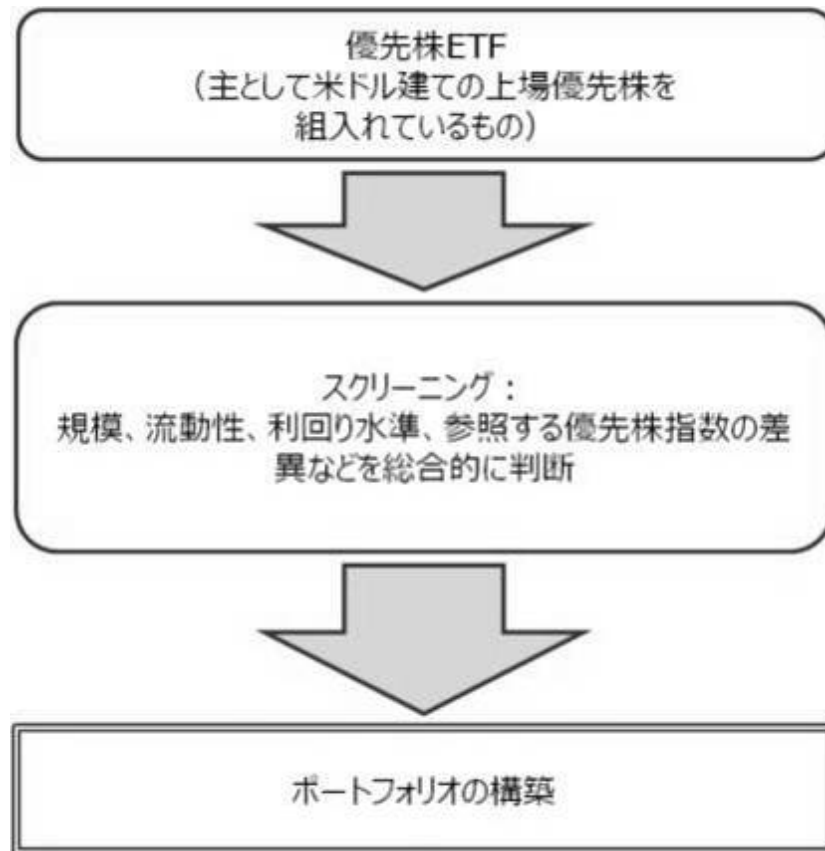 優先株ETF
（主として米ドル建ての上場優先株を
組入れているもの）
スクリーニング：
規模、流動性、利回り水準、参照する優先株指数の差
異などを総合的に判断
ポートフォリオの構築